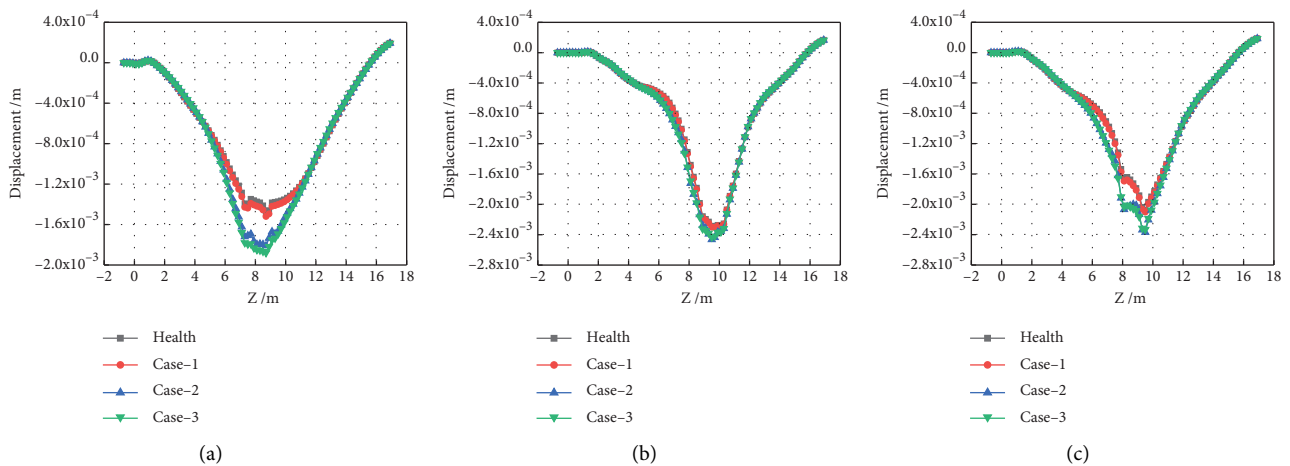 4.0x10⁻⁴
0.0
−4.0x10⁻⁴
−8.0x10⁻⁴
−1.2x10⁻³
−1.6x10⁻³
−2.0x10⁻³
Displacement /m
−2 0 2 4 6 8 10 12 14 16 18
Z /m
Health
Case–1
Case–2
Case–3
(a)
4.0x10⁻⁴
0.0
−4.0x10⁻⁴
−8.0x10⁻⁴
−1.2x10⁻³
−1.6x10⁻³
−2.0x10⁻³
−2.4x10⁻³
−2.8x10⁻³
Displacement /m
−2 0 2 4 6 8 10 12 14 16 18
Z /m
Health
Case–1
Case–2
Case–3
(b)
4.0x10⁻⁴
0.0
−4.0x10⁻⁴
−8.0x10⁻⁴
−1.2x10⁻³
−1.6x10⁻³
−2.0x10⁻³
−2.4x10⁻³
−2.8x10⁻³
Displacement /m
−2 0 2 4 6 8 10 12 14 16 18
Z /m
Health
Case–1
Case–2
Case–3
(c)